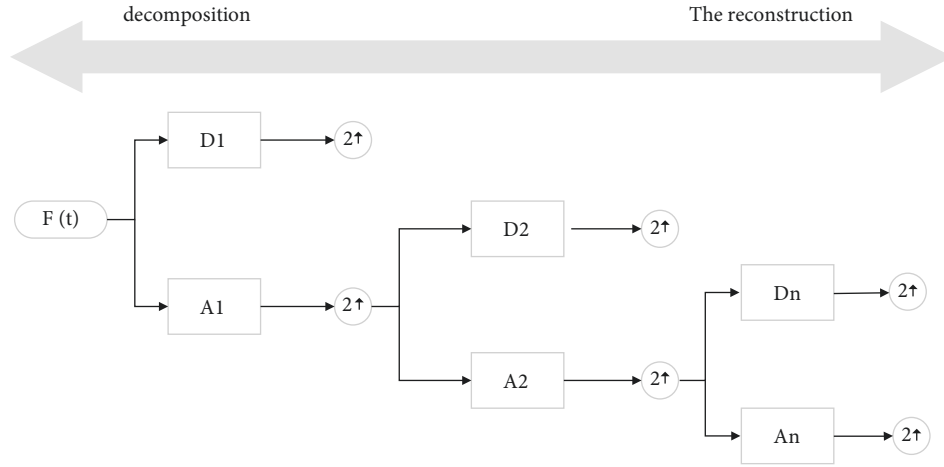 decomposition
The reconstruction
D1
2↑
F (t)
A1
2↑
D2
2↑
A2
2↑
Dn
2↑
An
2↑